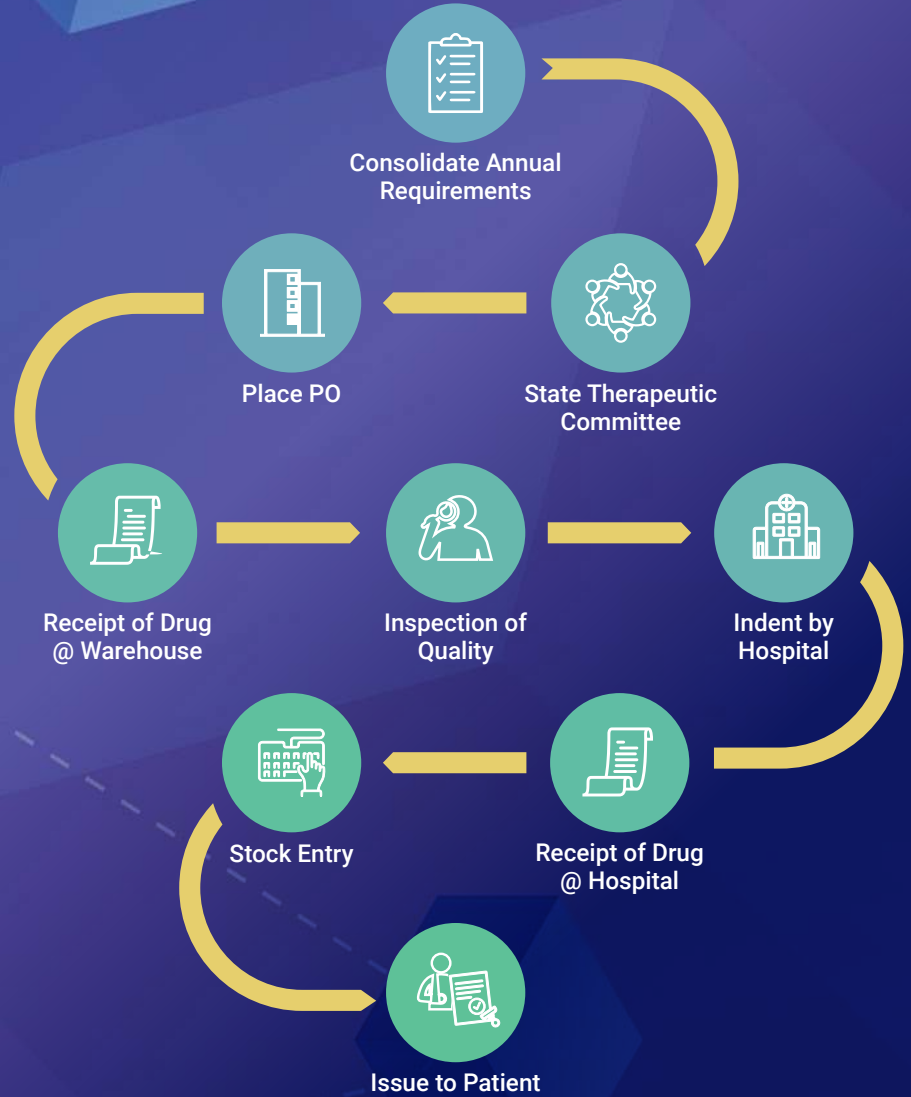 Consolidate Annual
Requirements
State Therapeutic
Committee
Place PO
Receipt of Drug
@ Warehouse
Inspection of
Quality
Indent by
Hospital
Receipt of Drug
@ Hospital
Stock Entry
Issue to Patient